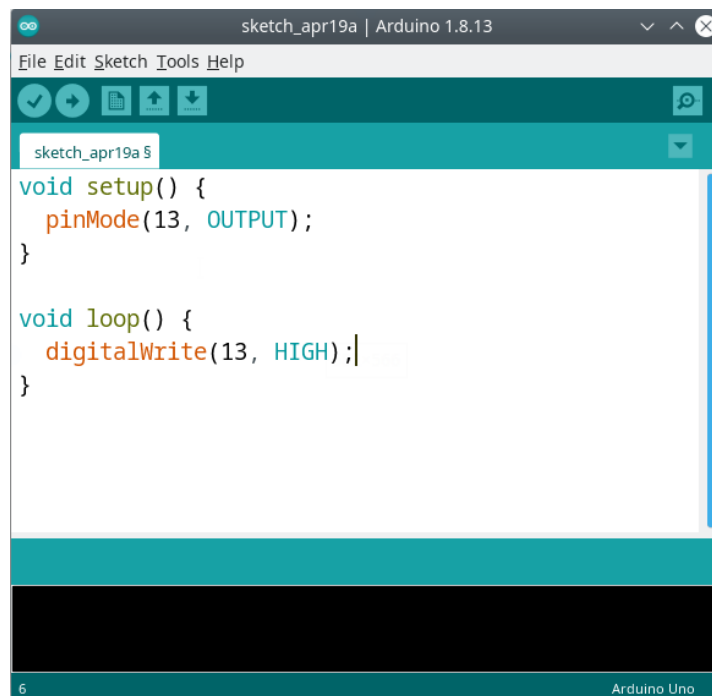 sketch_apr19a | Arduino 1.8.13
File Edit Sketch Tools Help
sketch_apr19a §
void setup() {
  pinMode(13, OUTPUT);
}

void loop() {
  digitalWrite(13, HIGH);
}
6
Arduino Uno